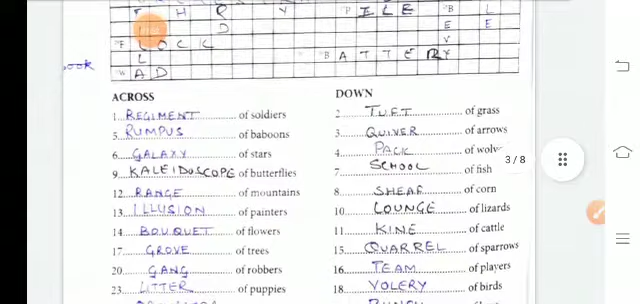 T H R Y P I L E B L
I D E E
F L O C K V
L B A T T E R Y
ook W A D
ACROSS DOWN
1 REGIMENT of soldiers 2 TUFT of grass
5 RUMPUS of baboons 3 QUIVER of arrows
6 GALAXY of stars 4 PACK of wolv
9 KALEIDOSCOPE of butterflies 7 SCHOOL of fish 3/8
12 RANGE of mountains 8 SHEAF of corn
13 ILLUSION of painters 10 LOUNGE of lizards
14 BOUQUET of flowers 11 KINE of cattle
17 GROVE of trees 15 QUARREL of sparrows
20 GANG of robbers 16 TEAM of players
23 LITTER of puppies 18 VOLERY of birds